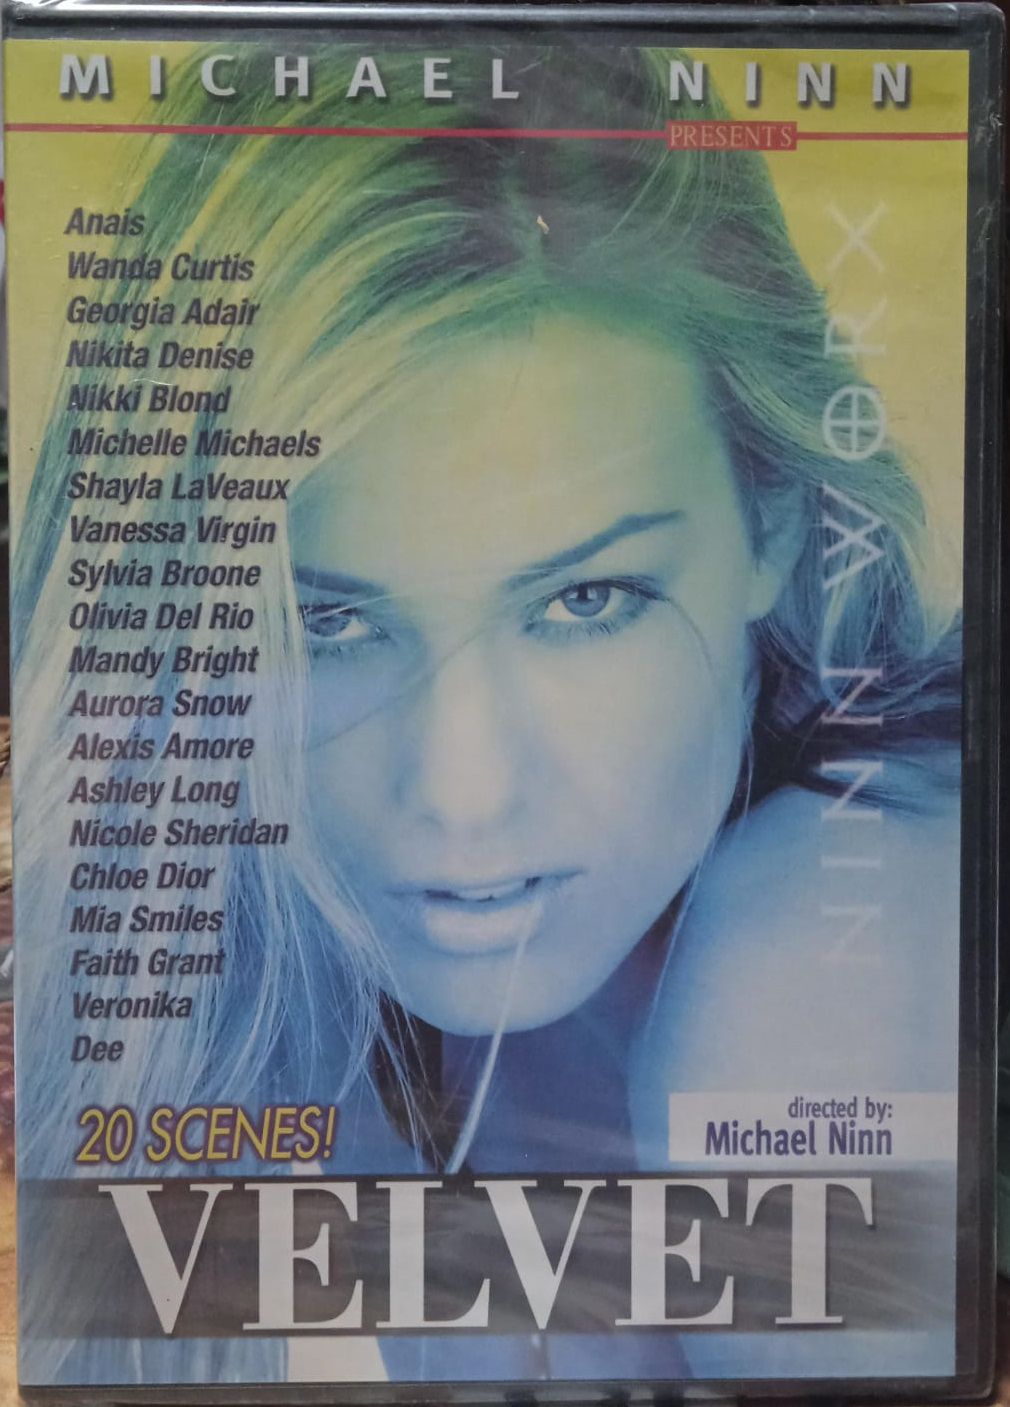 MICHAEL NINN
PRESENTS
Anais
Wanda Curtis
Georgia Adair
Nikita Denise
Nikki Blond
Michelle Michaels
Shayla LaVeaux
Vanessa Virgin
Sylvia Broone
Olivia Del Rio
Mandy Bright
Aurora Snow
Alexis Amore
Ashley Long
Nicole Sheridan
Chloe Dior
Mia Smiles
Faith Grant
Veronika
Dee
NINN WORX
20 SCENES!
directed by:
Michael Ninn
VELVET